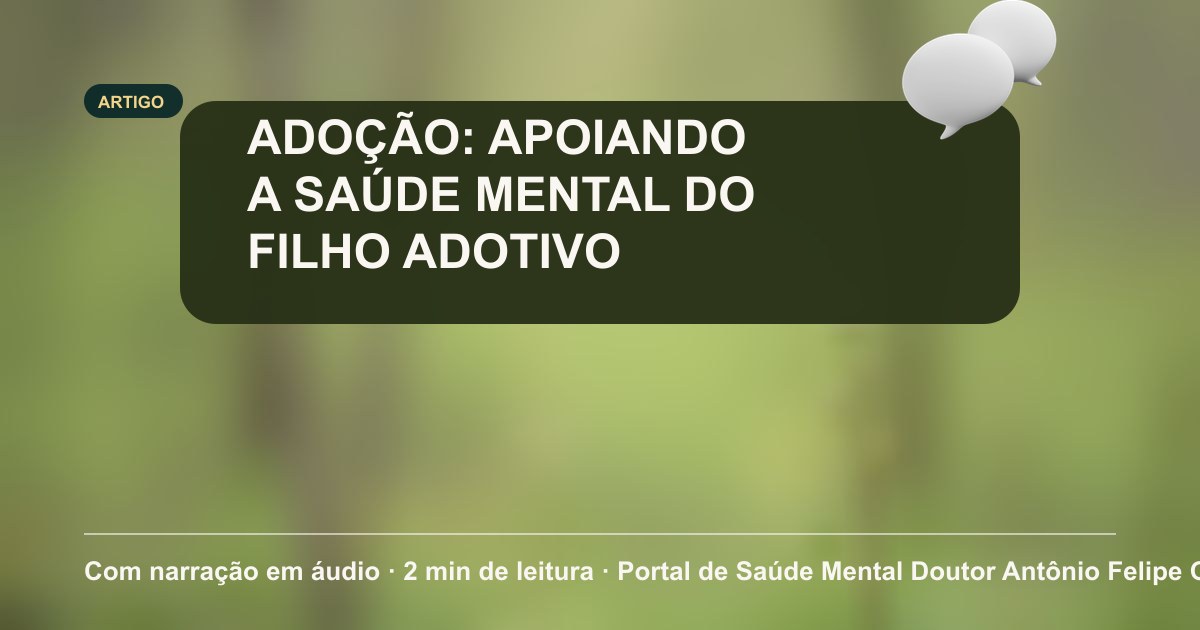 ARTIGO
ADOÇÃO: APOIANDO
A SAÚDE MENTAL DO
FILHO ADOTIVO
Com narração em áudio · 2 min de leitura · Portal de Saúde Mental Doutor Antônio Felipe